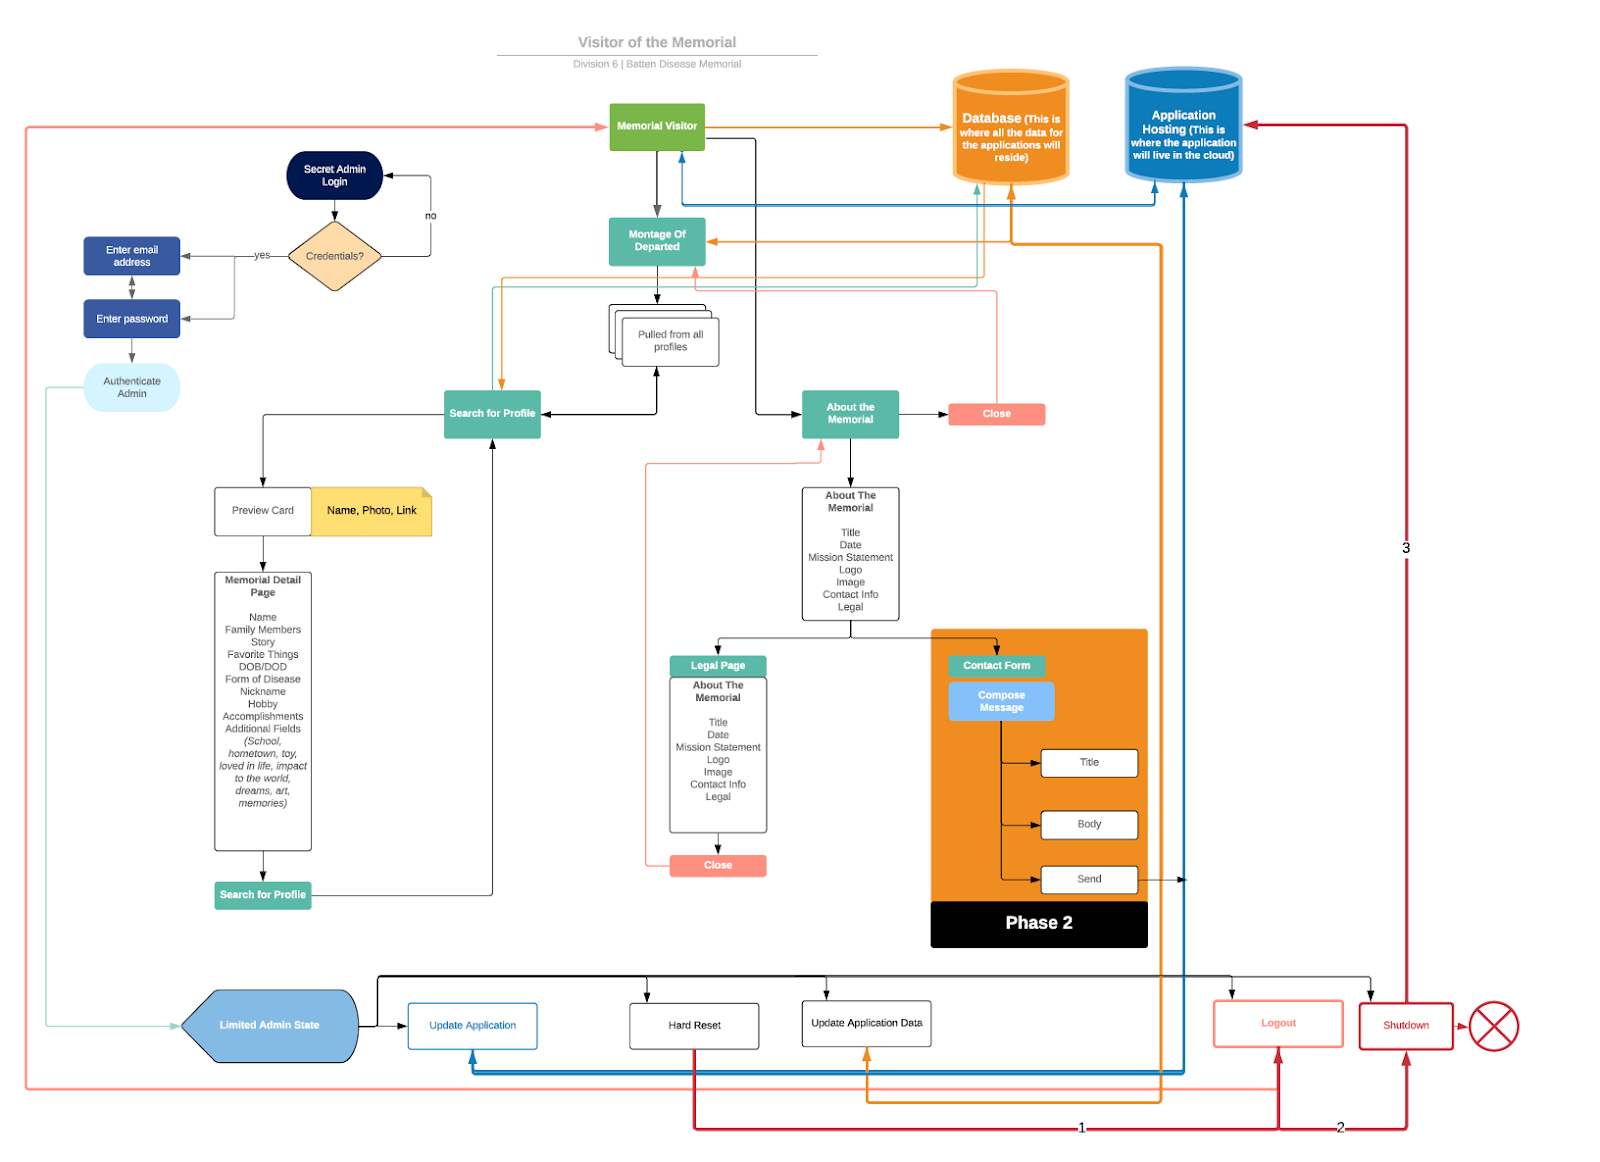 Visitor of the Memorial
Division 6 | Batten Disease Memorial
Memorial Visitor
Database (This is
where all the data for
the applications will
reside)
Application
Hosting (This is
where the application
will live in the cloud)
Secret Admin
Login
no
Credentials?
yes
Enter email
address
Enter password
Authenticate
Admin
Montage Of
Departed
Pulled from all
profiles
Search for Profile
About the
Memorial
Close
Preview Card
Name, Photo, Link
Memorial Detail
Page
Name
Family Members
Story
Favorite Things
DOB/DOD
Form of Disease
Nickname
Hobby
Accomplishments
Additional Fields
(School,
hometown, toy,
loved in life, impact
to the world,
dreams, art,
memories)
Search for Profile
About The
Memorial
Title
Date
Mission Statement
Logo
Image
Contact Info
Legal
Legal Page
About The
Memorial
Title
Date
Mission Statement
Logo
Image
Contact Info
Legal
Close
Contact Form
Compose
Message
Title
Body
Send
Phase 2
3
Limited Admin State
Update Application
Hard Reset
Update Application Data
Logout
Shutdown
1
2